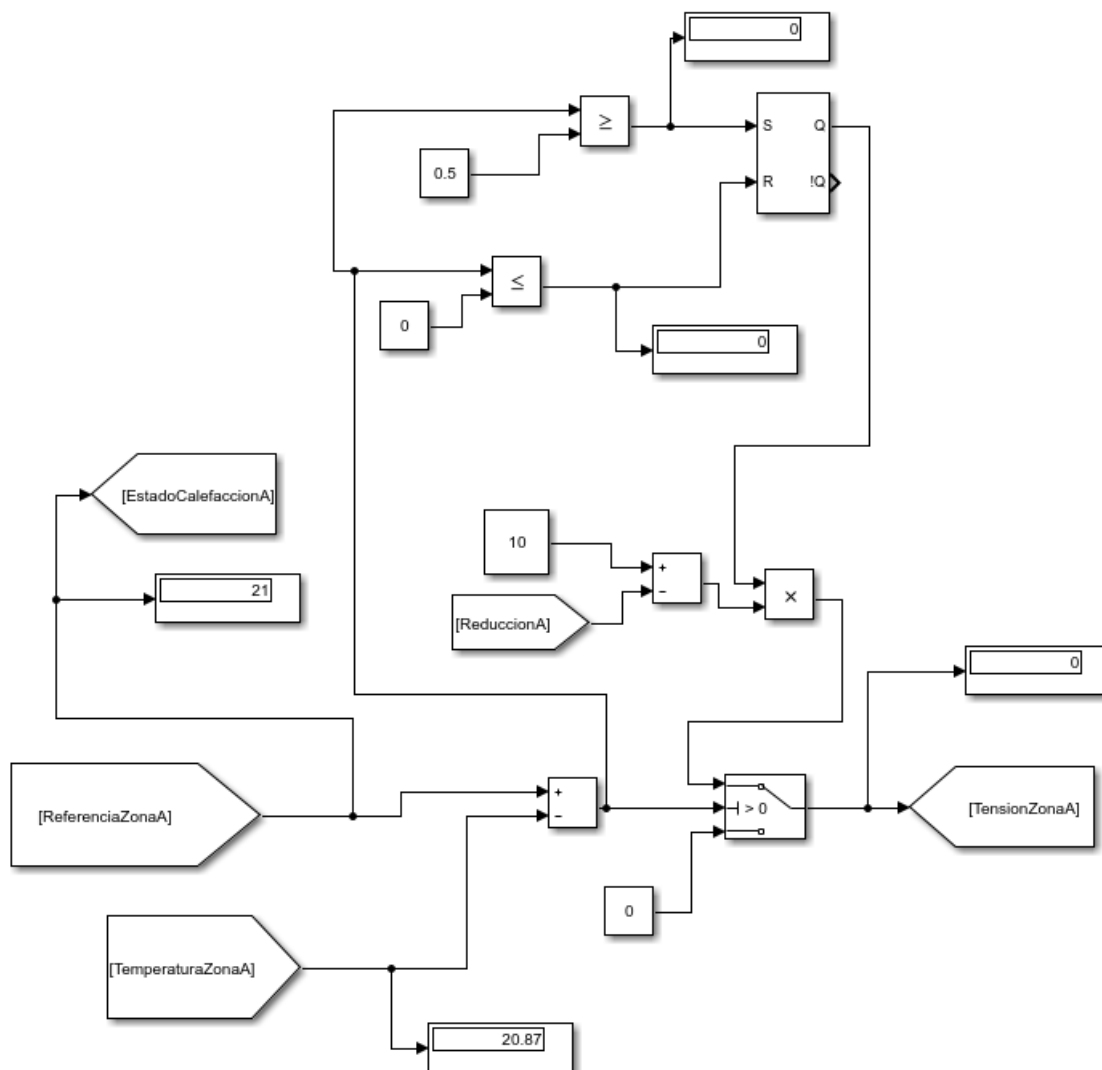 0
≥
S
Q
0.5
R
!Q
≤
0
0
[EstadoCalefaccionA]
10
+
−
21
×
[ReduccionA]
0
+
−
> 0
[ReferenciaZonaA]
[TensionZonaA]
0
[TemperaturaZonaA]
20.87